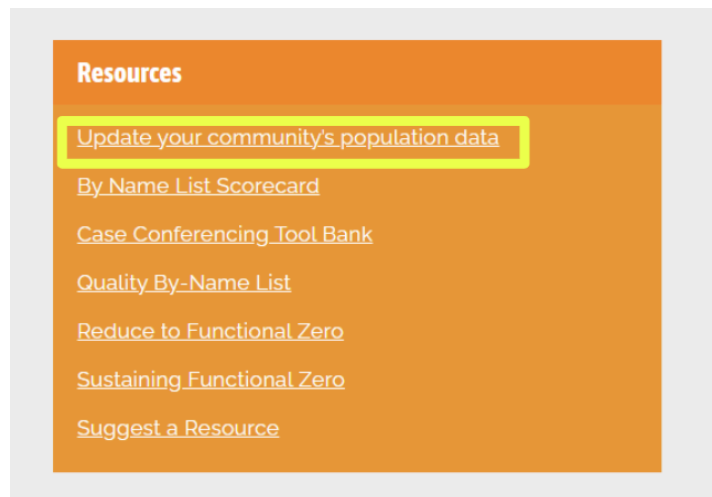 Resources
Update your community's population data
By Name List Scorecard
Case Conferencing Tool Bank
Quality By-Name List
Reduce to Functional Zero
Sustaining Functional Zero
Suggest a Resource